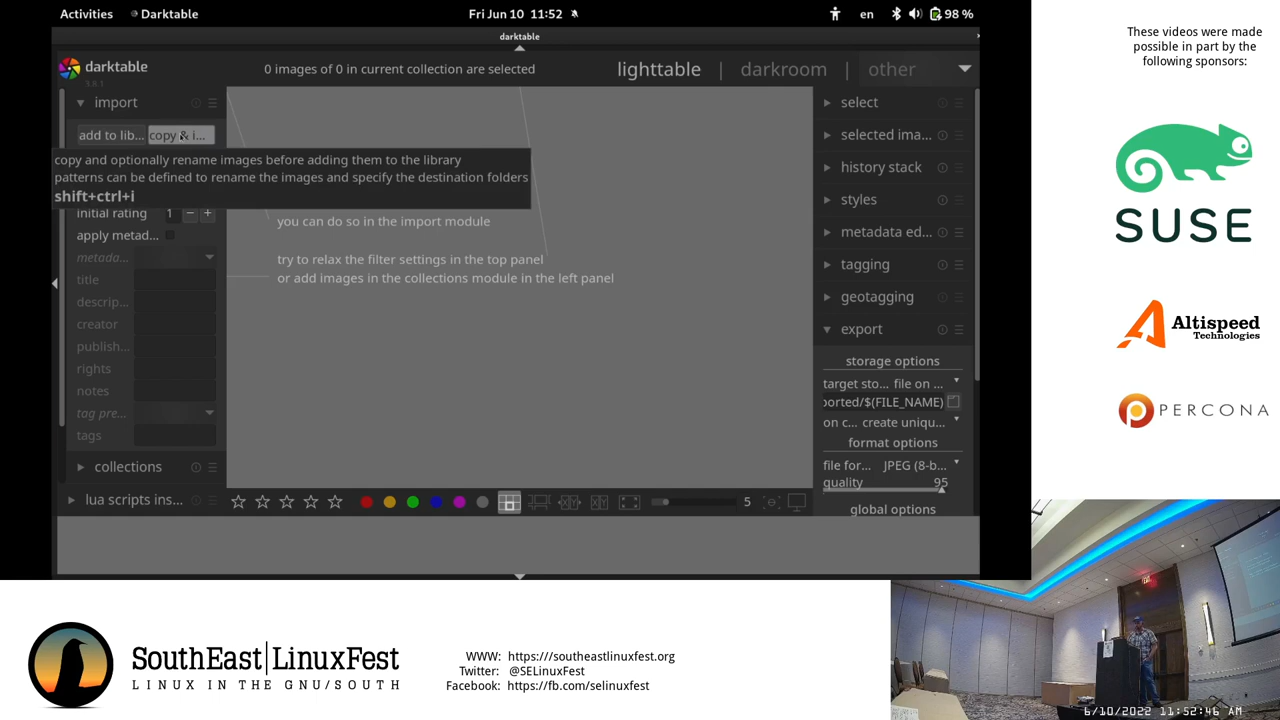 Activities
Darktable
Fri Jun 10 11:52
en
98 %
darktable
darktable
3.8.1
0 images of 0 in current collection are selected
lighttable | darkroom | other
import
add to lib...
copy & i...
copy and optionally rename images before adding them to the library
patterns can be defined to rename the images and specify the destination folders
shift+ctrl+i
initial rating
1
apply metad...
metada...
title
descrip...
creator
publish...
rights
notes
tag pre...
tags
collections
lua scripts ins...
you can do so in the import module
try to relax the filter settings in the top panel
or add images in the collections module in the left panel
5
select
selected ima...
history stack
styles
metadata ed...
tagging
geotagging
export
storage options
target sto... file on ...
orted/$(FILE_NAME)
on c... create uniqu...
format options
file for... JPEG (8-b...
quality 95
global options
These videos were made
possible in part by the
following sponsors:
SUSE
Altispeed
Technologies
PERCONA
SouthEast LinuxFest
LINUX IN THE GNU/SOUTH
WWW: https:///southeastlinuxfest.org
Twitter: @SELinuxFest
Facebook: https://fb.com/selinuxfest
6/10/2022 11:52:46 AM